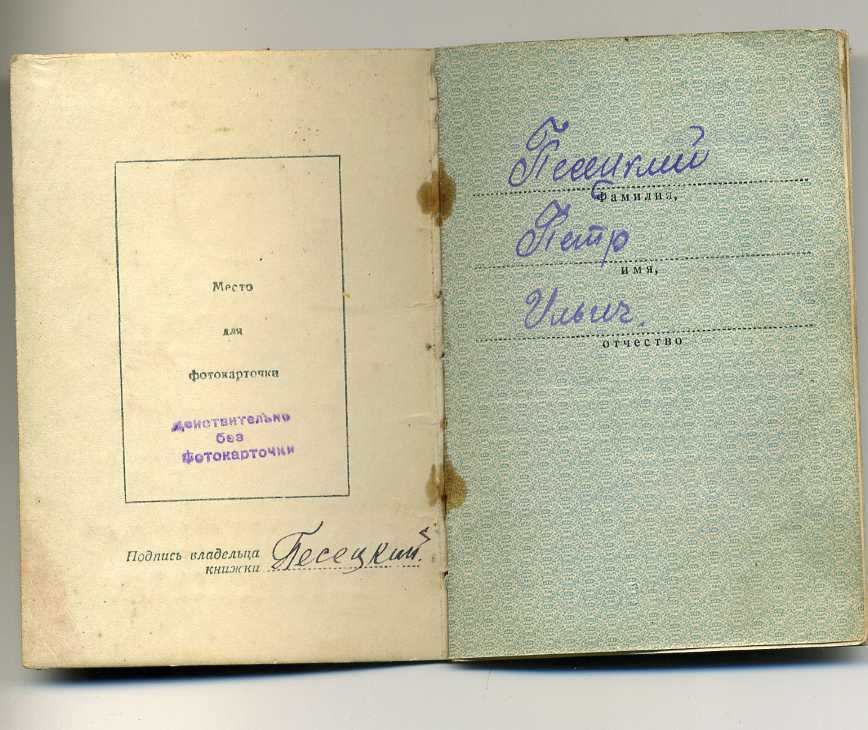 Место
для
фотокарточки
действительно
без
фотокарточки
Подпись владельца
книжки Песецкий
Песецкий
фамилия,
Петр
имя,
Ильич.
отчество